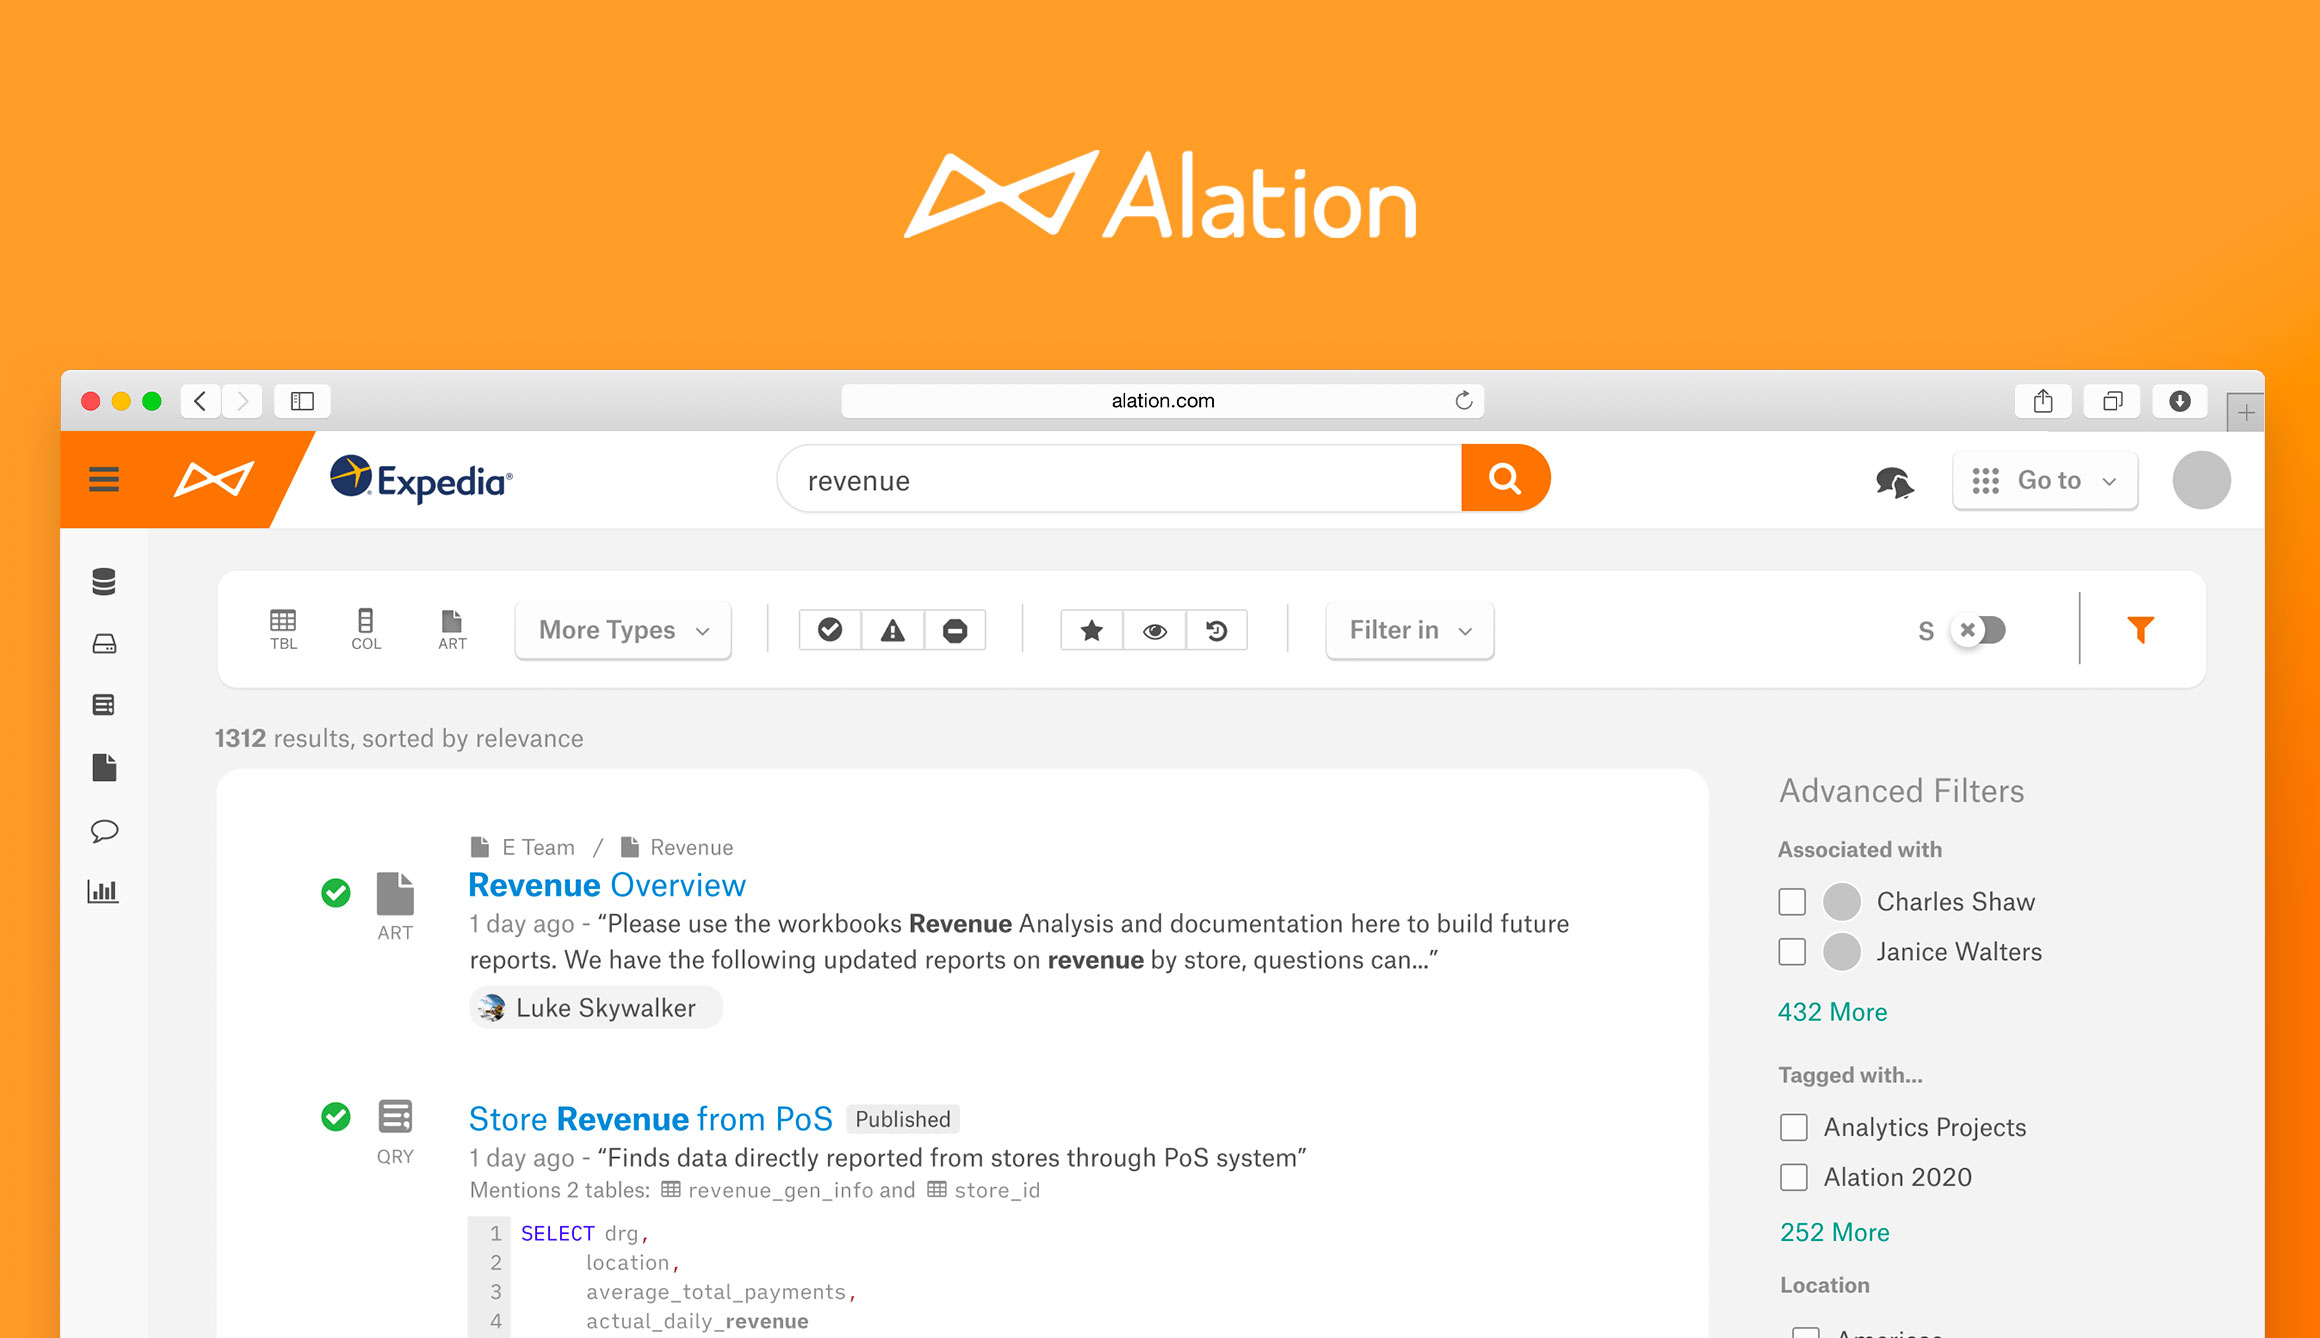 Alation
alation.com
Expedia®
revenue
Go to
TBL
COL
ART
More Types
Filter in
S
1312 results, sorted by relevance
E Team / Revenue
Revenue Overview
ART
1 day ago - “Please use the workbooks Revenue Analysis and documentation here to build future
reports. We have the following updated reports on revenue by store, questions can...”
Luke Skywalker
Store Revenue from PoS Published
QRY
1 day ago - “Finds data directly reported from stores through PoS system”
Mentions 2 tables: revenue_gen_info and store_id
1 SELECT drg,
2 location,
3 average_total_payments,
4 actual_daily_revenue
Advanced Filters
Associated with
Charles Shaw
Janice Walters
432 More
Tagged with...
Analytics Projects
Alation 2020
252 More
Location
Americas